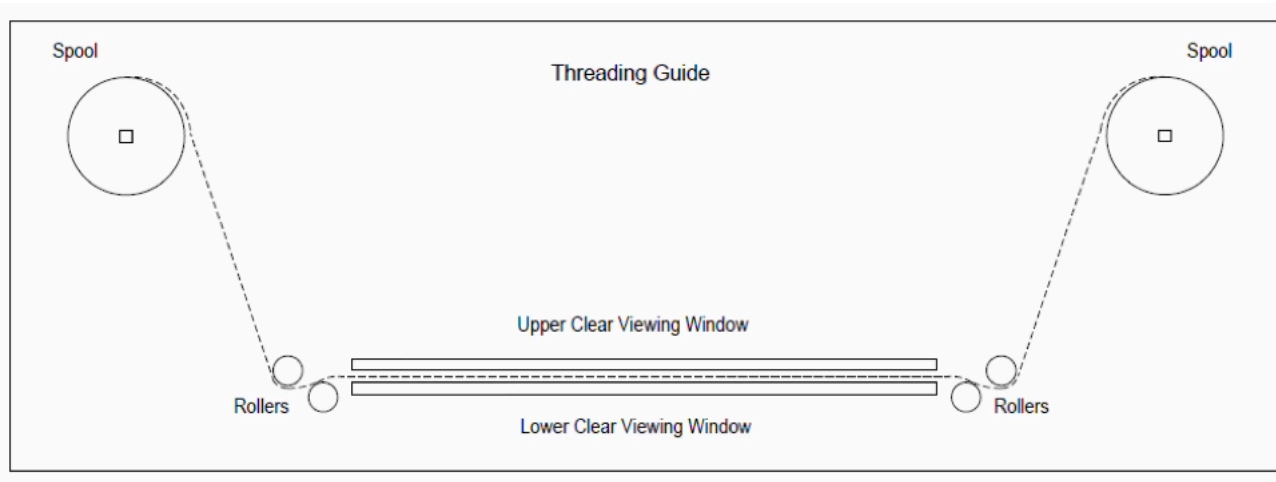 Spool
Spool
Threading Guide
Upper Clear Viewing Window
Rollers
Rollers
Lower Clear Viewing Window